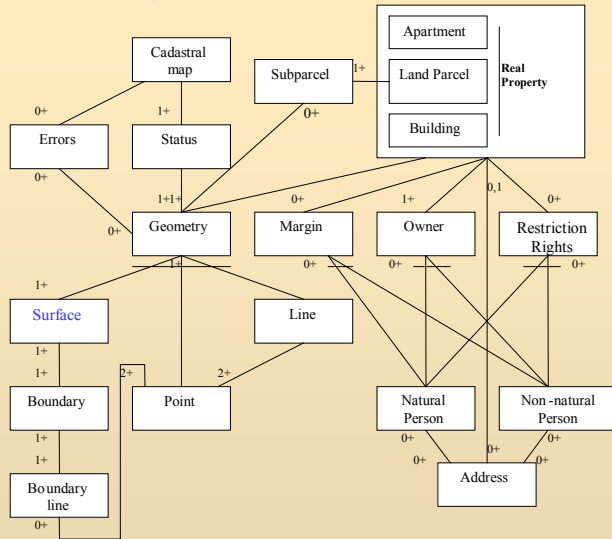 Apartment
Cadastral
map
Subparcel
1+
Land Parcel
Real
Property
0+
1+
0+
Errors
Status
Building
0+
1+1+
0+
1+
0,1
0+
0+
Geometry
Margin
Owner
Restriction
Rights
1+
0+
0+
0+
1+
Surface
Line
1+
1+
2+
2+
Boundary
Point
Natural
Person
Non-natural
Person
1+
1+
0+
0+
0+
0+
0+
Boundary
line
Address
0+